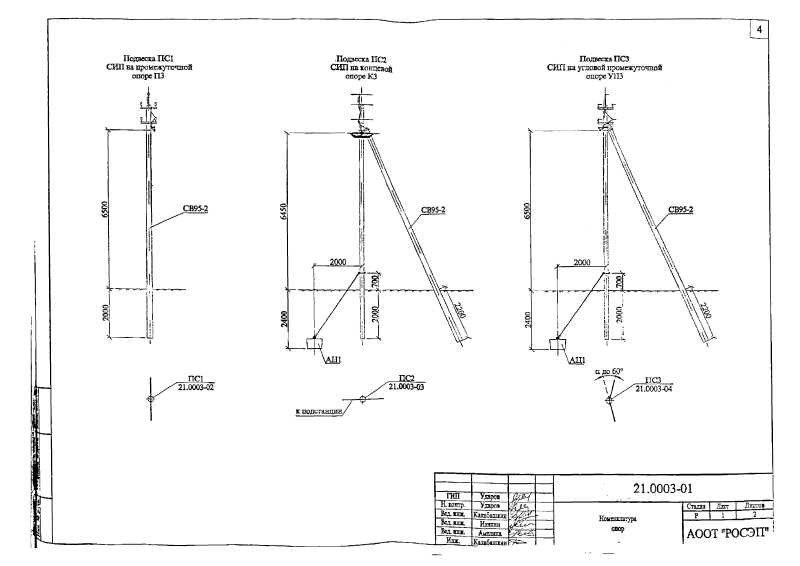 4
Подвеска ПС1
СИП на промежуточной
опоре П3
Подвеска ПС2
СИП на концевой
опоре К3
Подвеска ПС3
СИП на угловой промежуточной
опоре УП3
6500
2000
СВ95-2
6450
2400
2000
700
2000
2200
СВ95-2
АЦ1
6500
2400
2000
700
2000
2200
СВ95-2
АЦ1
ПС1
21.0003-02
ПС2
21.0003-03
к подстанции
α до 60°
ПС3
21.0003-04
21.0003-01
ГИП Ударов
Н. контр. Ударов
Вед. инж. Калабашкин
Вед. инж.
Вед. инж.
Инж. Калабашкин
Номенклатура
опор
Стадия Лист Листов
Р 1 2
АООТ "РОСЭП"